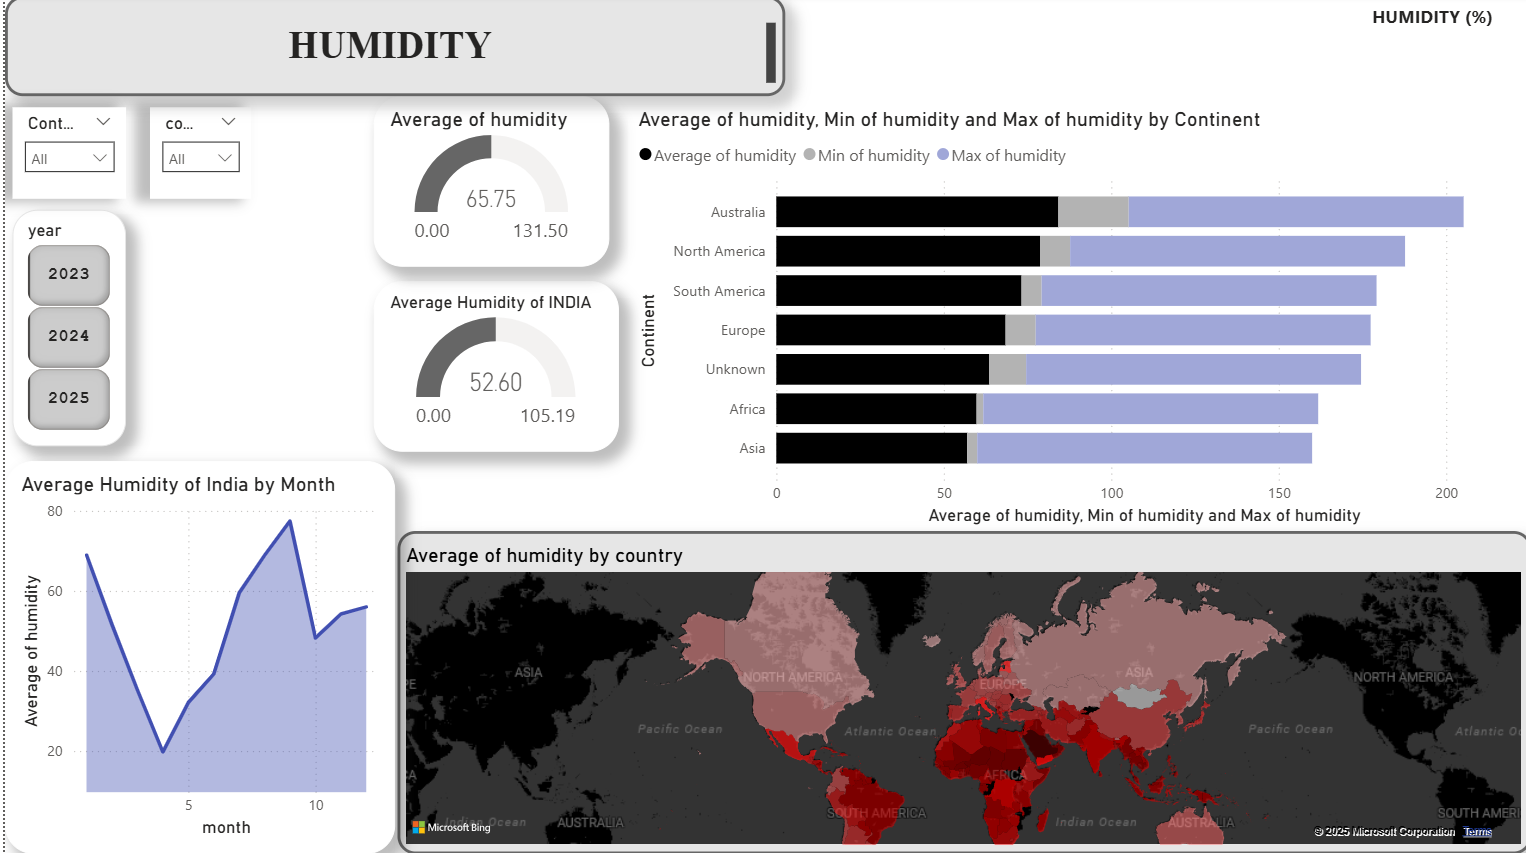 HUMIDITY
HUMIDITY (%)
Cont...
All
co...
All
year
2023
2024
2025
Average of humidity
65.75
0.00
131.50
Average Humidity of INDIA
52.60
0.00
105.19
Average of humidity, Min of humidity and Max of humidity by Continent
Average of humidity
Min of humidity
Max of humidity
Continent
Australia
North America
South America
Europe
Unknown
Africa
Asia
0
50
100
150
200
Average of humidity, Min of humidity and Max of humidity
Average Humidity of India by Month
Average of humidity
80
60
40
20
5
10
month
Average of humidity by country
ASIA
PE
NORTH AMERICA
EUROPE
ASIA
NORTH AMERICA
Pacific Ocean
Atlantic Ocean
Pacific Ocean
Atlantic Oc
CA
AFRICA
SOUTH AMERICA
SOUTH AMERI
Indian Ocean
AUSTRALIA
Indian Ocean
AUSTRALIA
Microsoft Bing
© 2025 Microsoft Corporation
Terms